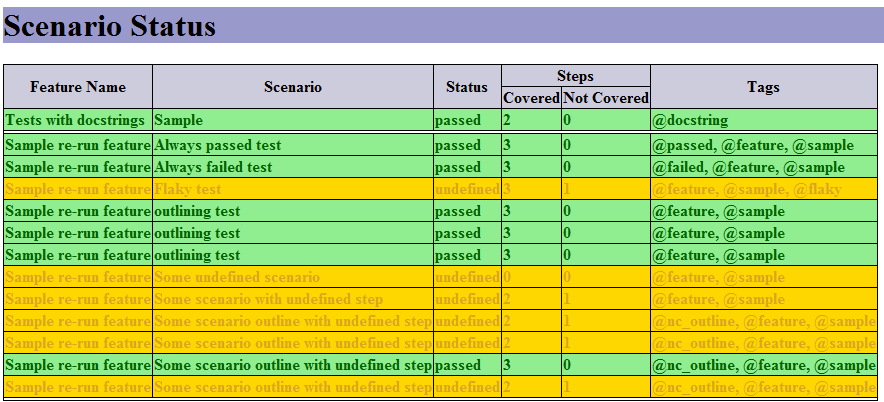 Scenario Status
Feature Name Scenario Status Steps Tags
Covered Not Covered
Tests with docstrings Sample passed 2 0 @docstring
Sample re-run feature Always passed test passed 3 0 @passed, @feature, @sample
Sample re-run feature Always failed test passed 3 0 @failed, @feature, @sample
Sample re-run feature Flaky test undefined 3 1 @feature, @sample, @flaky
Sample re-run feature outlining test passed 3 0 @feature, @sample
Sample re-run feature outlining test passed 3 0 @feature, @sample
Sample re-run feature outlining test passed 3 0 @feature, @sample
Sample re-run feature Some undefined scenario undefined 0 0 @feature, @sample
Sample re-run feature Some scenario with undefined step undefined 2 1 @feature, @sample
Sample re-run feature Some scenario outline with undefined step undefined 2 1 @nc_outline, @feature, @sample
Sample re-run feature Some scenario outline with undefined step undefined 2 1 @nc_outline, @feature, @sample
Sample re-run feature Some scenario outline with undefined step passed 3 0 @nc_outline, @feature, @sample
Sample re-run feature Some scenario outline with undefined step undefined 2 1 @nc_outline, @feature, @sample